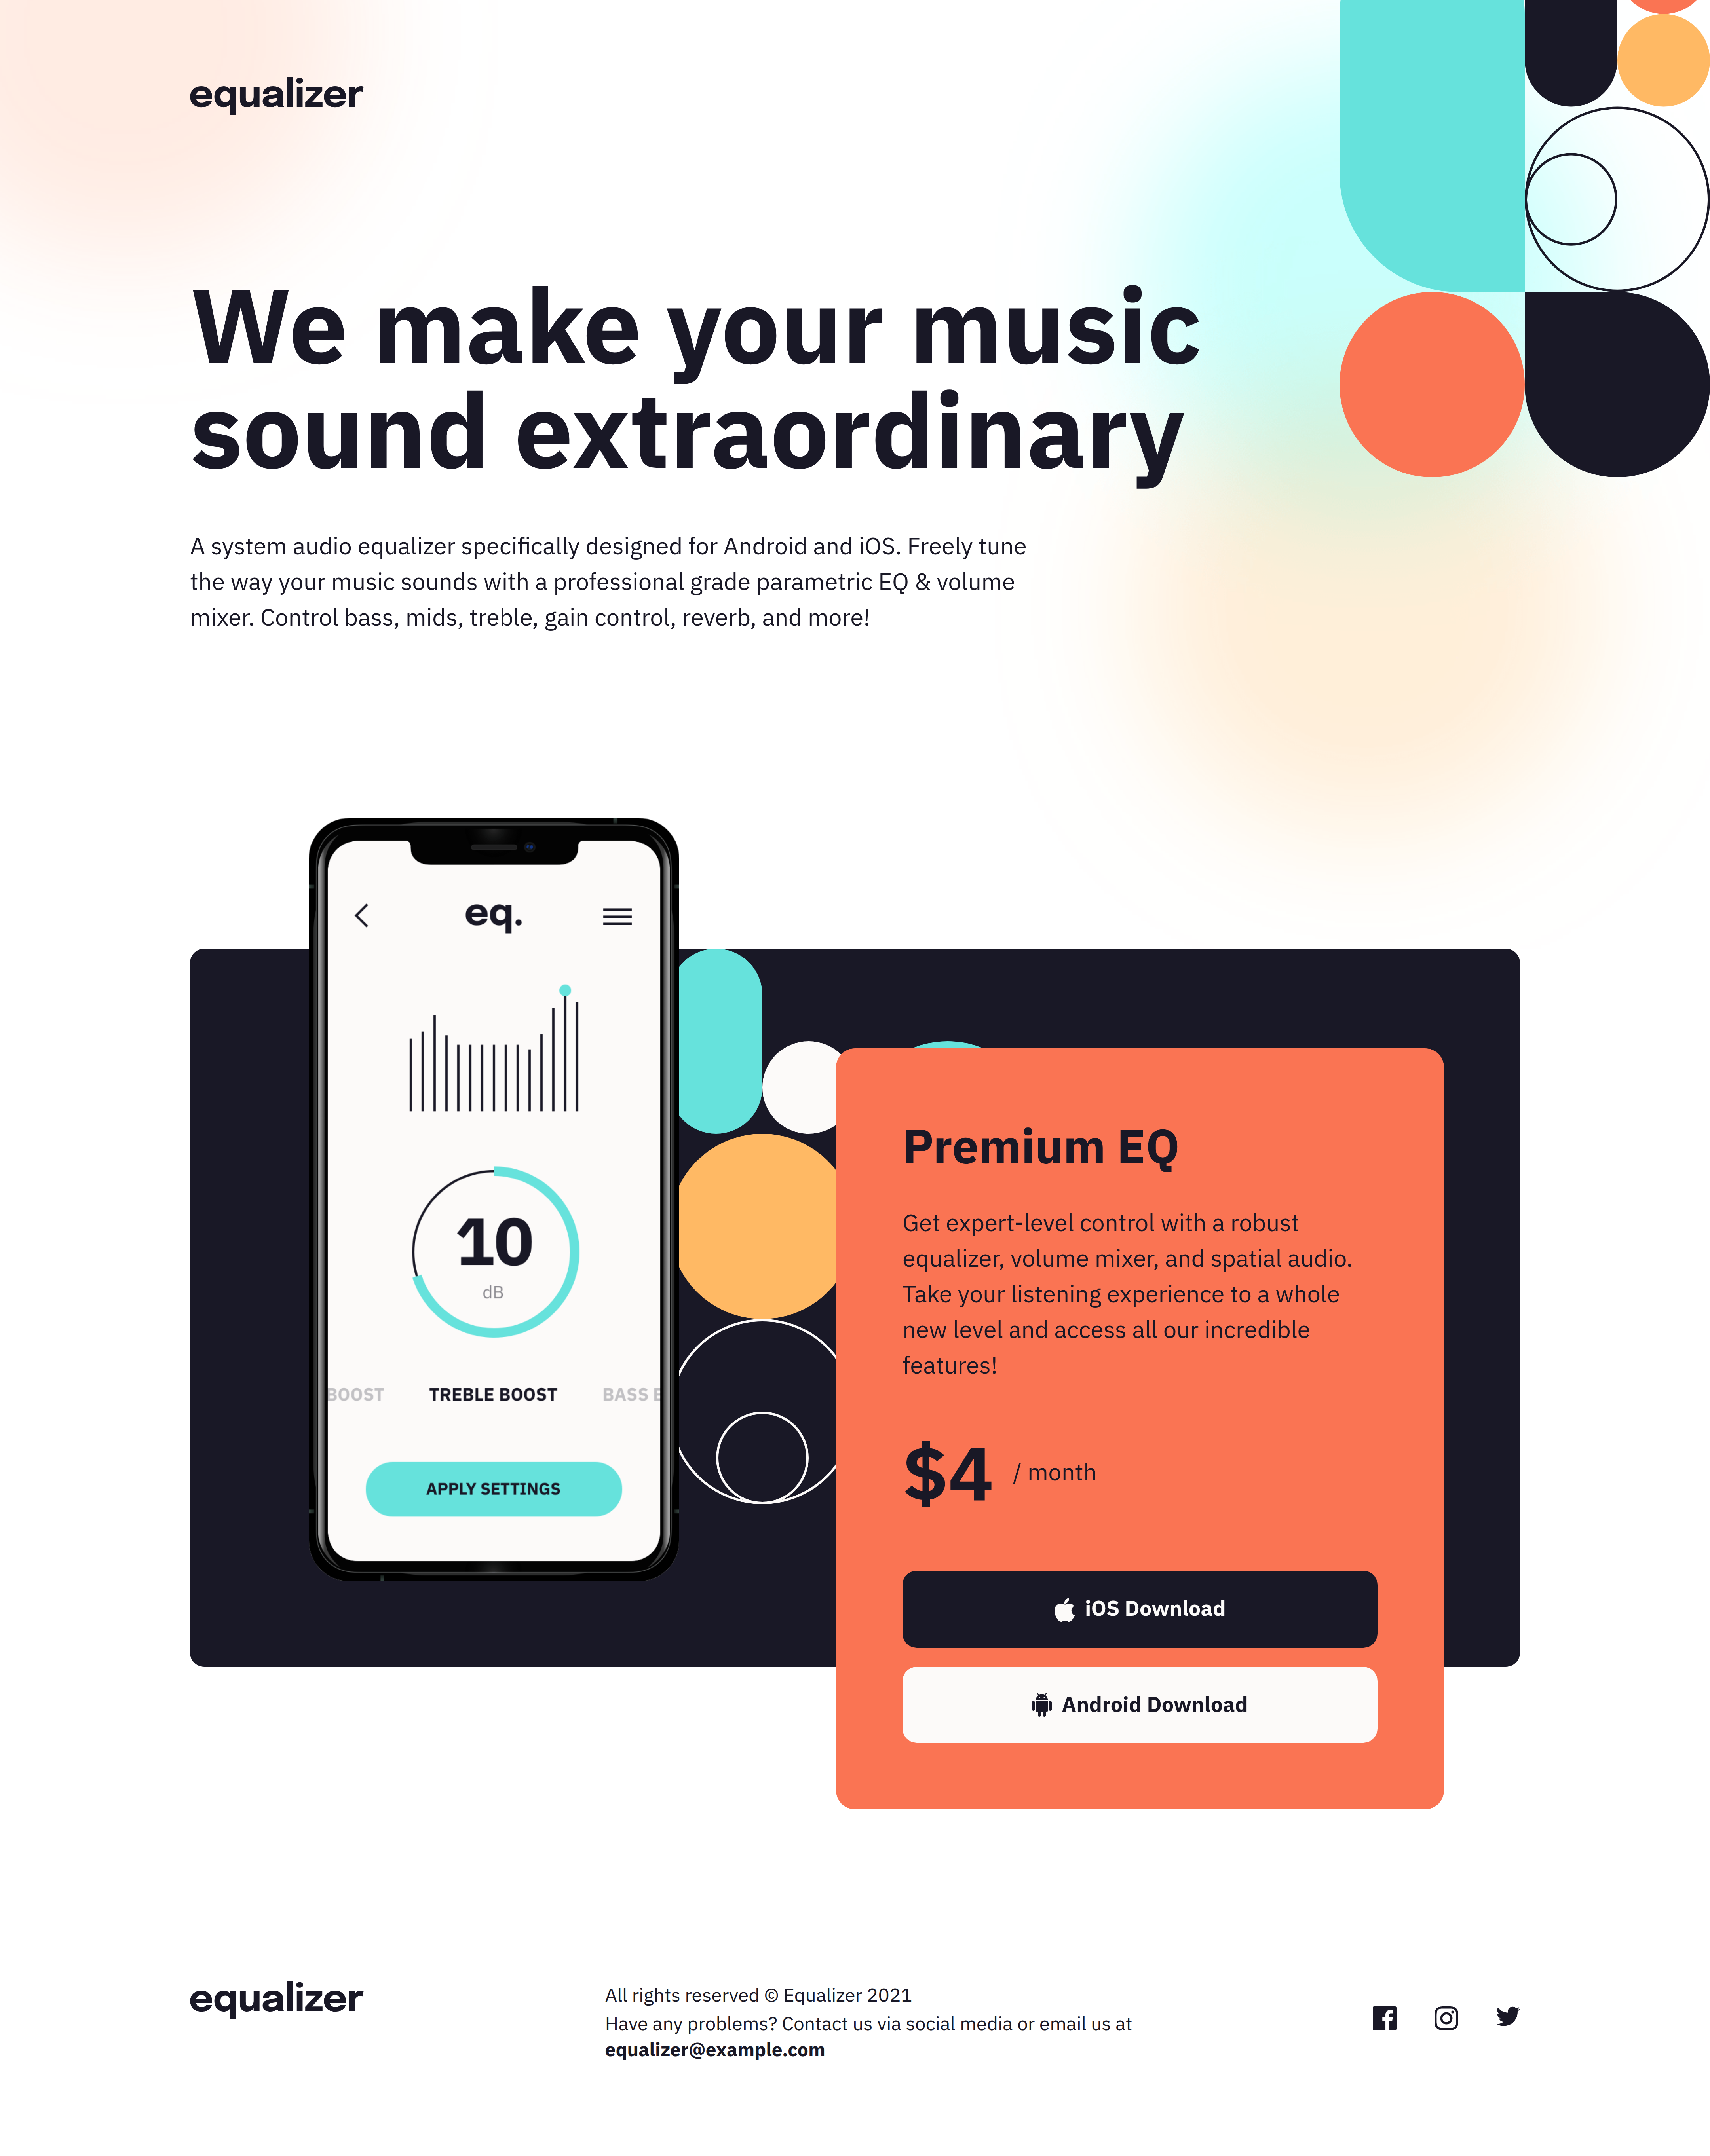 equalizer
We make your music
sound extraordinary
A system audio equalizer specifically designed for Android and iOS. Freely tune
the way your music sounds with a professional grade parametric EQ & volume
mixer. Control bass, mids, treble, gain control, reverb, and more!
eq.
10
dB
BOOST TREBLE BOOST BASS B
APPLY SETTINGS
Premium EQ
Get expert-level control with a robust
equalizer, volume mixer, and spatial audio.
Take your listening experience to a whole
new level and access all our incredible
features!
$4 / month
iOS Download
Android Download
equalizer
All rights reserved © Equalizer 2021
Have any problems? Contact us via social media or email us at
equalizer@example.com